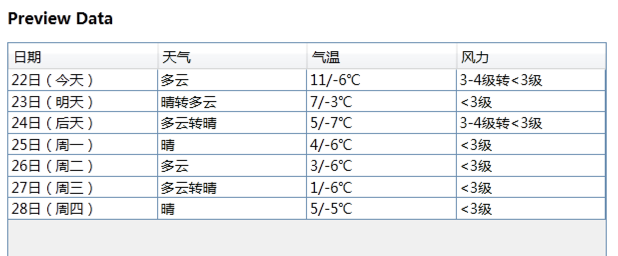 Preview Data
日期 天气 气温 风力
22日（今天） 多云 11/-6℃ 3-4级转<3级
23日（明天） 晴转多云 7/-3℃ <3级
24日（后天） 多云转晴 5/-7℃ 3-4级转<3级
25日（周一） 晴 4/-6℃ <3级
26日（周二） 多云 3/-6℃ <3级
27日（周三） 多云转晴 1/-6℃ <3级
28日（周四） 晴 5/-5℃ <3级